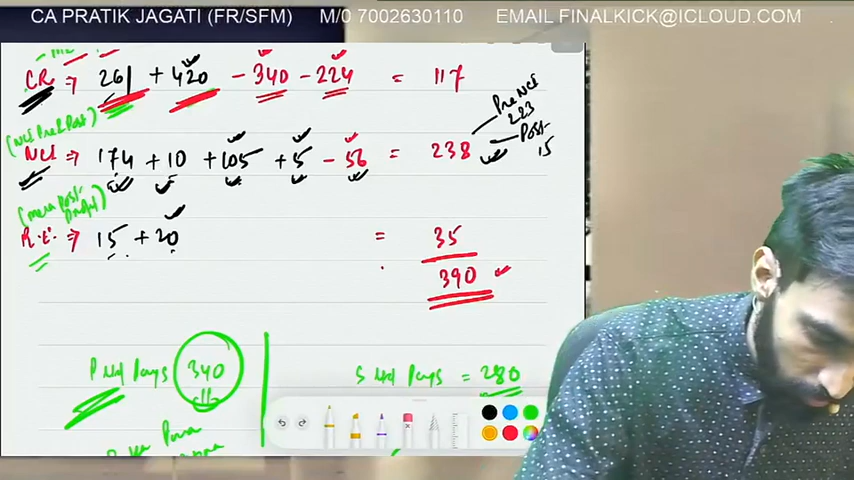 CA PRATIK JAGATI (FR/SFM) M/0 7002630110 EMAIL FINALKICK@ICLOUD.COM
CR ⇒ 261 + 420 - 340 - 224 = 117
(NCI Pre & Post)
NCI ⇒ 174 + 10 + 105 + 5 - 56 = 238
Pre NCI
223
Post
15
R.E. ⇒ 15 + 20 = 35
390
P Ltd Pays 340
S Ltd Pays = 280